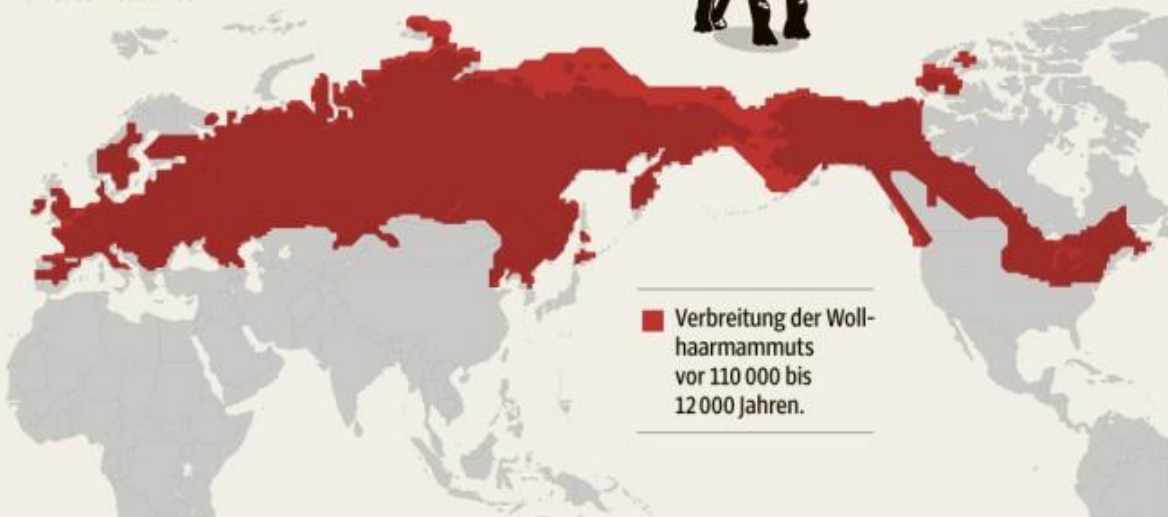 Verbreitung der Woll-
haarmammuts
vor 110 000 bis
12 000 Jahren.